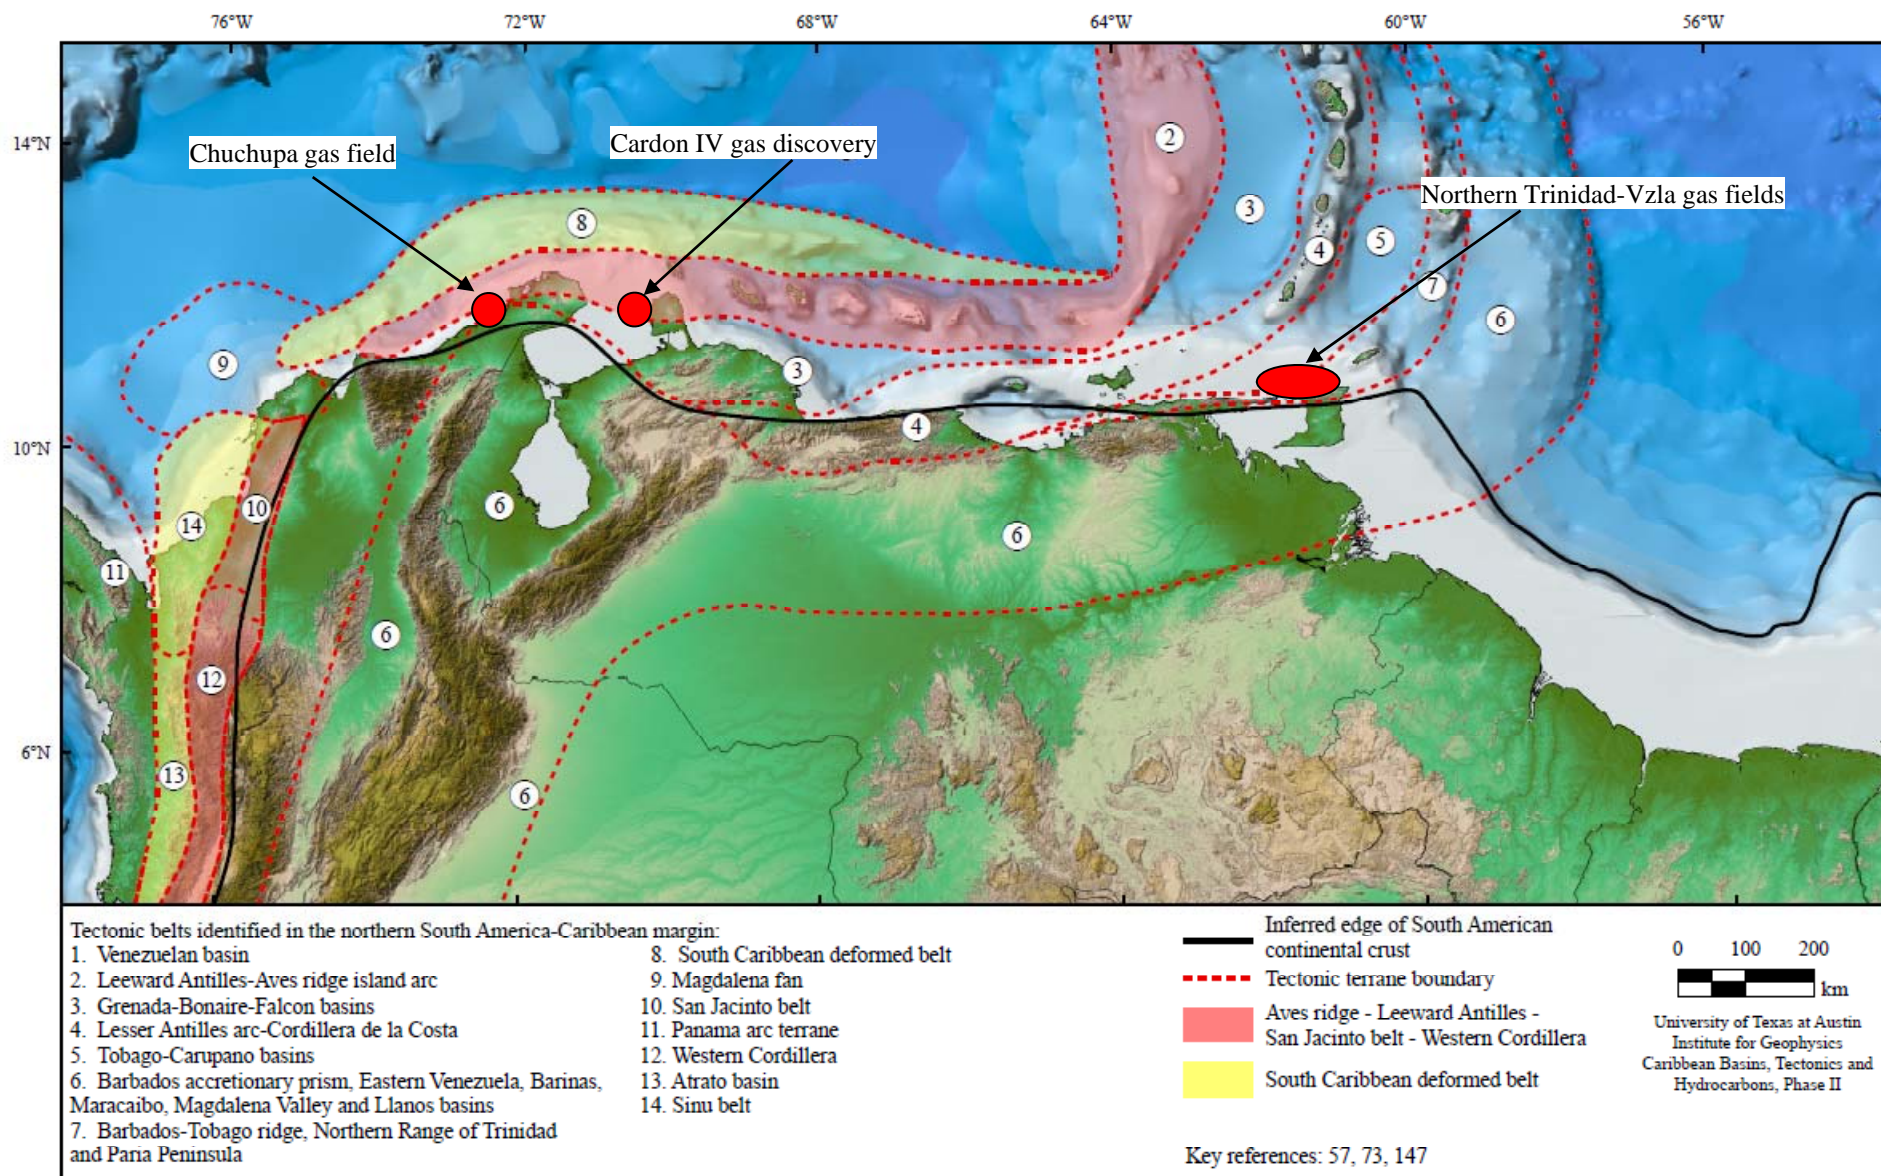 76°W
72°W
68°W
64°W
60°W
56°W
14°N
10°N
6°N
Chuchupa gas field
Cardon IV gas discovery
Northern Trinidad-Vzla gas fields
2
3
8
4
5
7
6
9
3
4
10
6
14
6
11
6
12
13
6
Tectonic belts identified in the northern South America-Caribbean margin:
1. Venezuelan basin
2. Leeward Antilles-Aves ridge island arc
3. Grenada-Bonaire-Falcon basins
4. Lesser Antilles arc-Cordillera de la Costa
5. Tobago-Carupano basins
6. Barbados accretionary prism, Eastern Venezuela, Barinas,
Maracaibo, Magdalena Valley and Llanos basins
7. Barbados-Tobago ridge, Northern Range of Trinidad
and Paria Peninsula
8. South Caribbean deformed belt
9. Magdalena fan
10. San Jacinto belt
11. Panama arc terrane
12. Western Cordillera
13. Atrato basin
14. Sinu belt
Inferred edge of South American
continental crust
Tectonic terrane boundary
Aves ridge - Leeward Antilles -
San Jacinto belt - Western Cordillera
South Caribbean deformed belt
Key references: 57, 73, 147
0 100 200
km
University of Texas at Austin
Institute for Geophysics
Caribbean Basins, Tectonics and
Hydrocarbons, Phase II